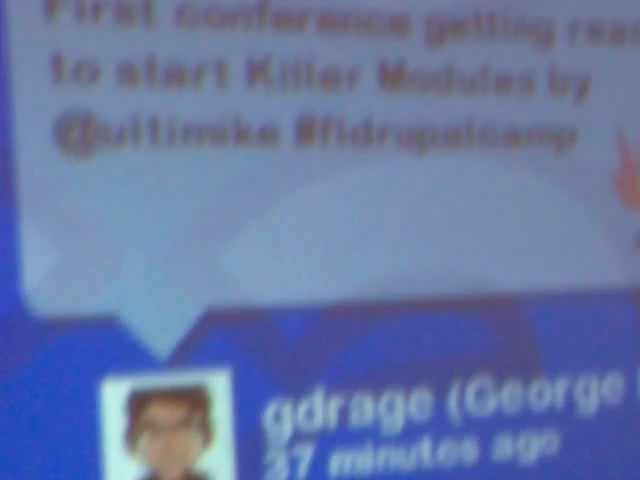 First conference getting
to start Killer Modules by
@ultimike #fldrupalcamp
gdrage (George
37 minutes ago